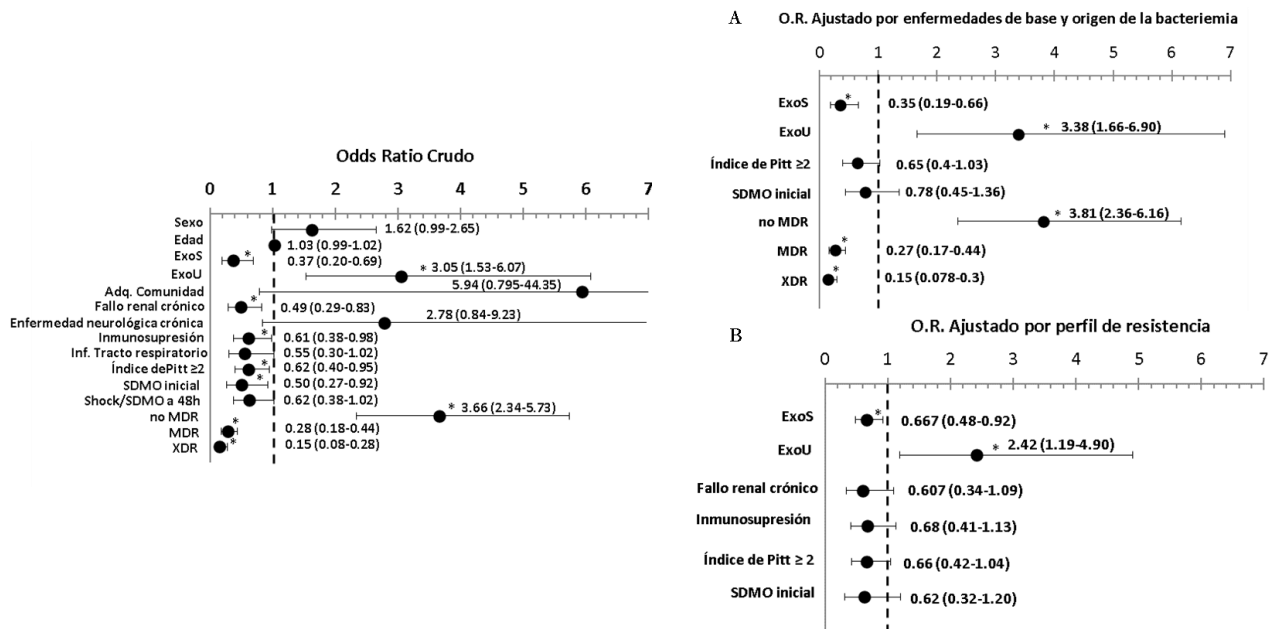 Odds Ratio Crudo
0 1 2 3 4 5 6 7
Sexo 1.62 (0.99-2.65)
Edad 1.03 (0.99-1.02)
ExoS * 0.37 (0.20-0.69)
ExoU * 3.05 (1.53-6.07)
Adq. Comunidad 5.94 (0.795-44.35)
Fallo renal crónico * 0.49 (0.29-0.83)
Enfermedad neurológica crónica 2.78 (0.84-9.23)
Inmunosupresión * 0.61 (0.38-0.98)
Inf. Tracto respiratorio 0.55 (0.30-1.02)
Índice dePitt ≥2 * 0.62 (0.40-0.95)
SDMO inicial * 0.50 (0.27-0.92)
Shock/SDMO a 48h 0.62 (0.38-1.02)
no MDR * 3.66 (2.34-5.73)
MDR * 0.28 (0.18-0.44)
XDR * 0.15 (0.08-0.28)
A O.R. Ajustado por enfermedades de base y origen de la bacteriemia
0 1 2 3 4 5 6 7
ExoS * 0.35 (0.19-0.66)
ExoU * 3.38 (1.66-6.90)
Índice de Pitt ≥2 0.65 (0.4-1.03)
SDMO inicial 0.78 (0.45-1.36)
no MDR * 3.81 (2.36-6.16)
MDR * 0.27 (0.17-0.44)
XDR * 0.15 (0.078-0.3)
B O.R. Ajustado por perfil de resistencia
0 1 2 3 4 5 6 7
ExoS * 0.667 (0.48-0.92)
ExoU * 2.42 (1.19-4.90)
Fallo renal crónico 0.607 (0.34-1.09)
Inmunosupresión 0.68 (0.41-1.13)
Índice de Pitt ≥ 2 0.66 (0.42-1.04)
SDMO inicial 0.62 (0.32-1.20)